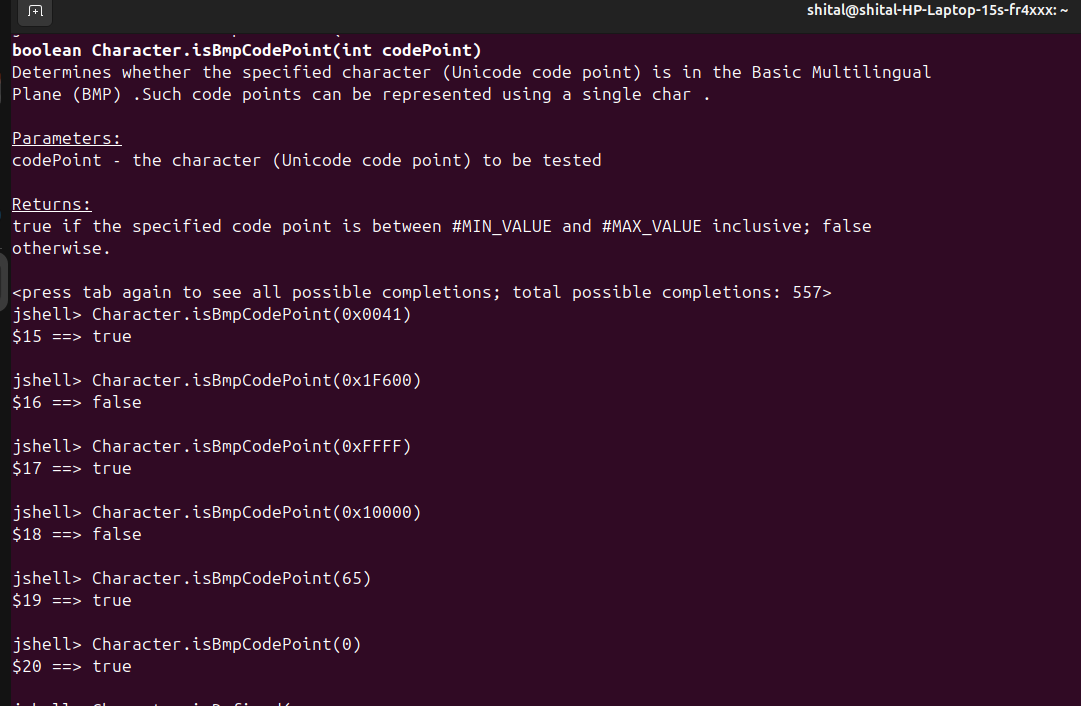 shital@shital-HP-Laptop-15s-fr4xxx: ~
boolean Character.isBmpCodePoint(int codePoint)
Determines whether the specified character (Unicode code point) is in the Basic Multilingual
Plane (BMP) .Such code points can be represented using a single char .
Parameters:
codePoint - the character (Unicode code point) to be tested
Returns:
true if the specified code point is between #MIN_VALUE and #MAX_VALUE inclusive; false
otherwise.
<press tab again to see all possible completions; total possible completions: 557>
jshell> Character.isBmpCodePoint(0x0041)
$15 ==> true
jshell> Character.isBmpCodePoint(0x1F600)
$16 ==> false
jshell> Character.isBmpCodePoint(0xFFFF)
$17 ==> true
jshell> Character.isBmpCodePoint(0x10000)
$18 ==> false
jshell> Character.isBmpCodePoint(65)
$19 ==> true
jshell> Character.isBmpCodePoint(0)
$20 ==> true